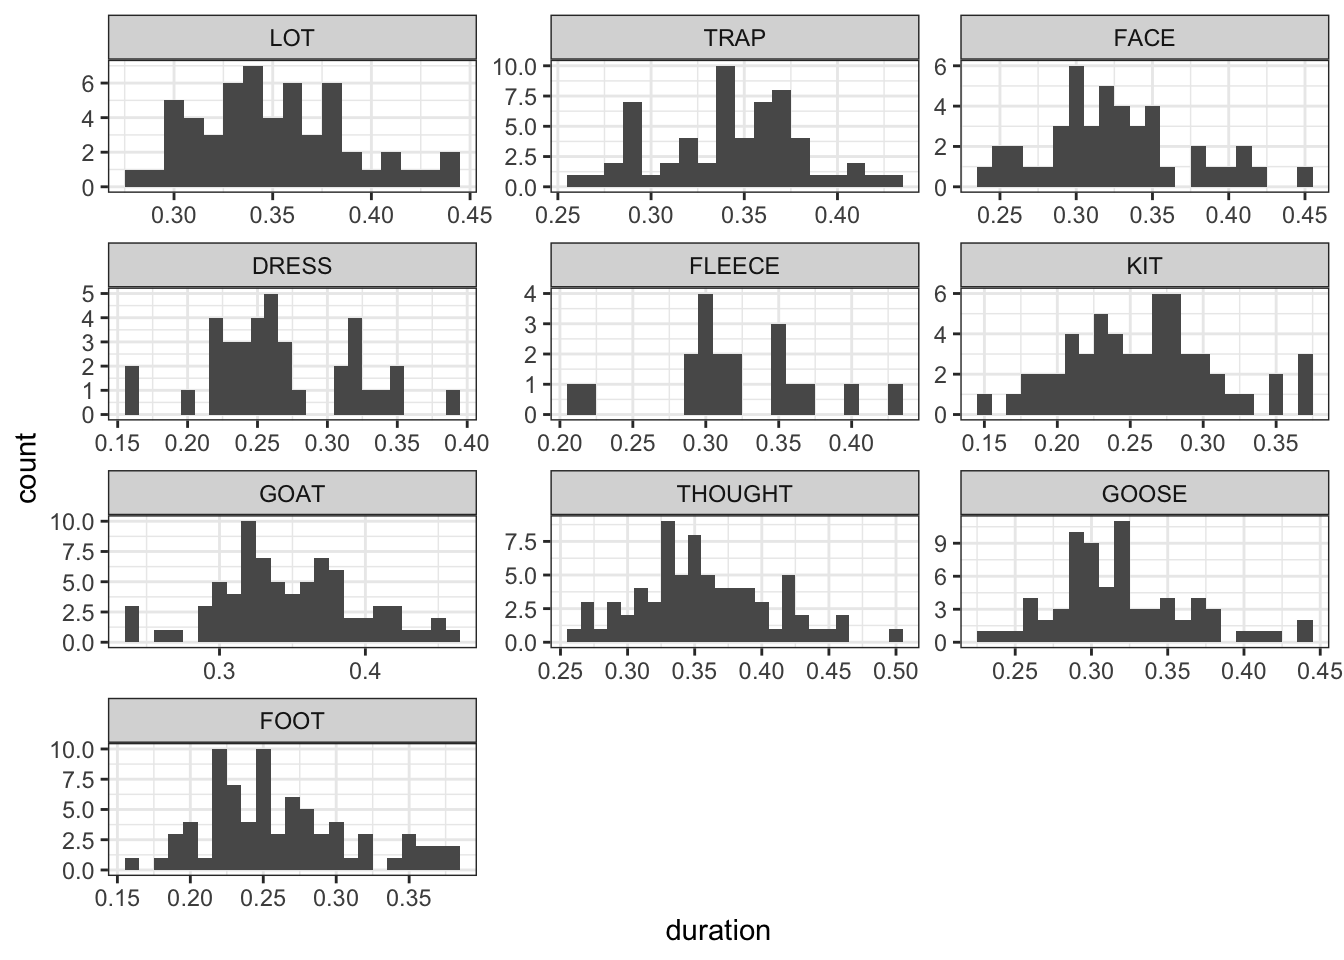 LOT TRAP FACE
6 4 2 0
10.0 7.5 5.0 2.5 0.0
6 4 2 0
0.30 0.35 0.40 0.45
0.25 0.30 0.35 0.40
0.25 0.30 0.35 0.40 0.45
DRESS FLEECE KIT
5 4 3 2 1 0
4 3 2 1 0
6 4 2 0
0.15 0.20 0.25 0.30 0.35 0.40
0.20 0.25 0.30 0.35 0.40
0.15 0.20 0.25 0.30 0.35
count
GOAT THOUGHT GOOSE
10.0 7.5 5.0 2.5 0.0
7.5 5.0 2.5 0.0
9 6 3 0
0.3 0.4
0.25 0.30 0.35 0.40 0.45 0.50
0.25 0.30 0.35 0.40 0.45
FOOT
10.0 7.5 5.0 2.5 0.0
0.15 0.20 0.25 0.30 0.35
duration